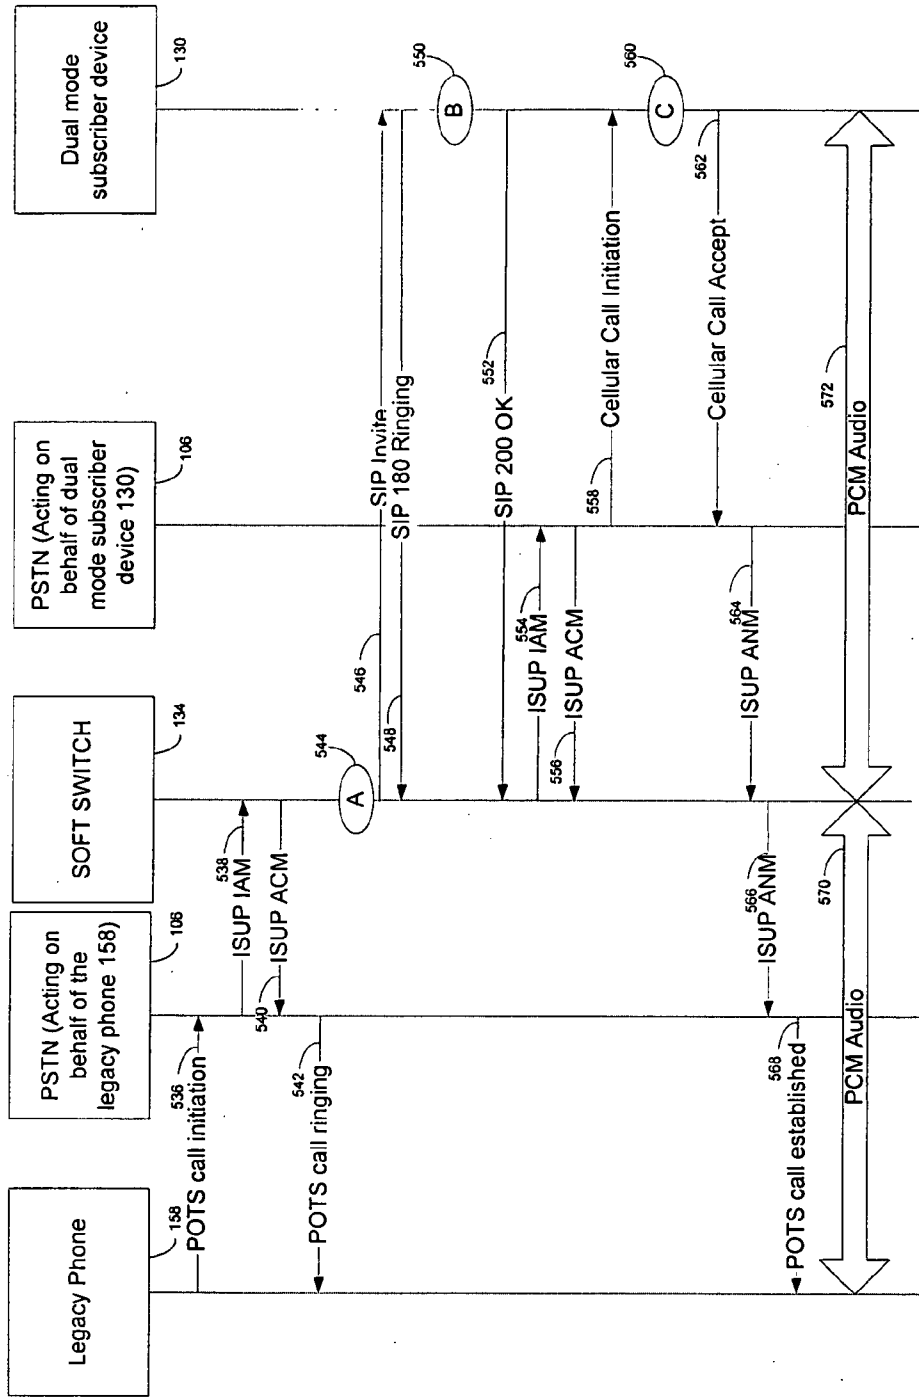 Legacy Phone
158
PSTN (Acting on
behalf of the
legacy phone 158)
106
SOFT SWITCH
134
PSTN (Acting on
behalf of dual
mode subscriber
device 130)
106
Dual mode
subscriber device
130
POTS call initiation
536
ISUP IAM
538
ISUP ACM
540
POTS call ringing
542
A
544
SIP Invite
546
SIP 180 Ringing
548
B
550
SIP 200 OK
552
ISUP IAM
554
ISUP ACM
556
Cellular Call Initiation
558
C
560
Cellular Call Accept
562
ISUP ANM
564
ISUP ANM
566
POTS call established
568
PCM Audio
570
PCM Audio
572